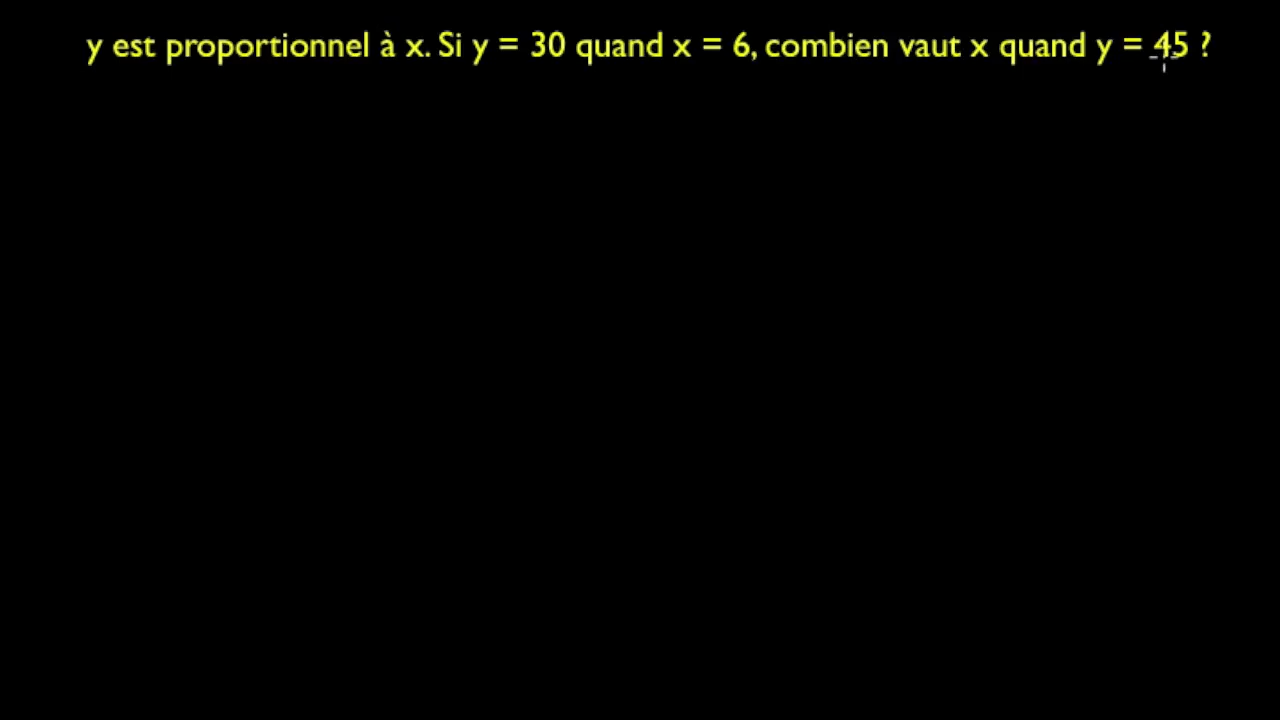 y est proportionnel à x. Si y = 30 quand x = 6, combien vaut x quand y = 45 ?